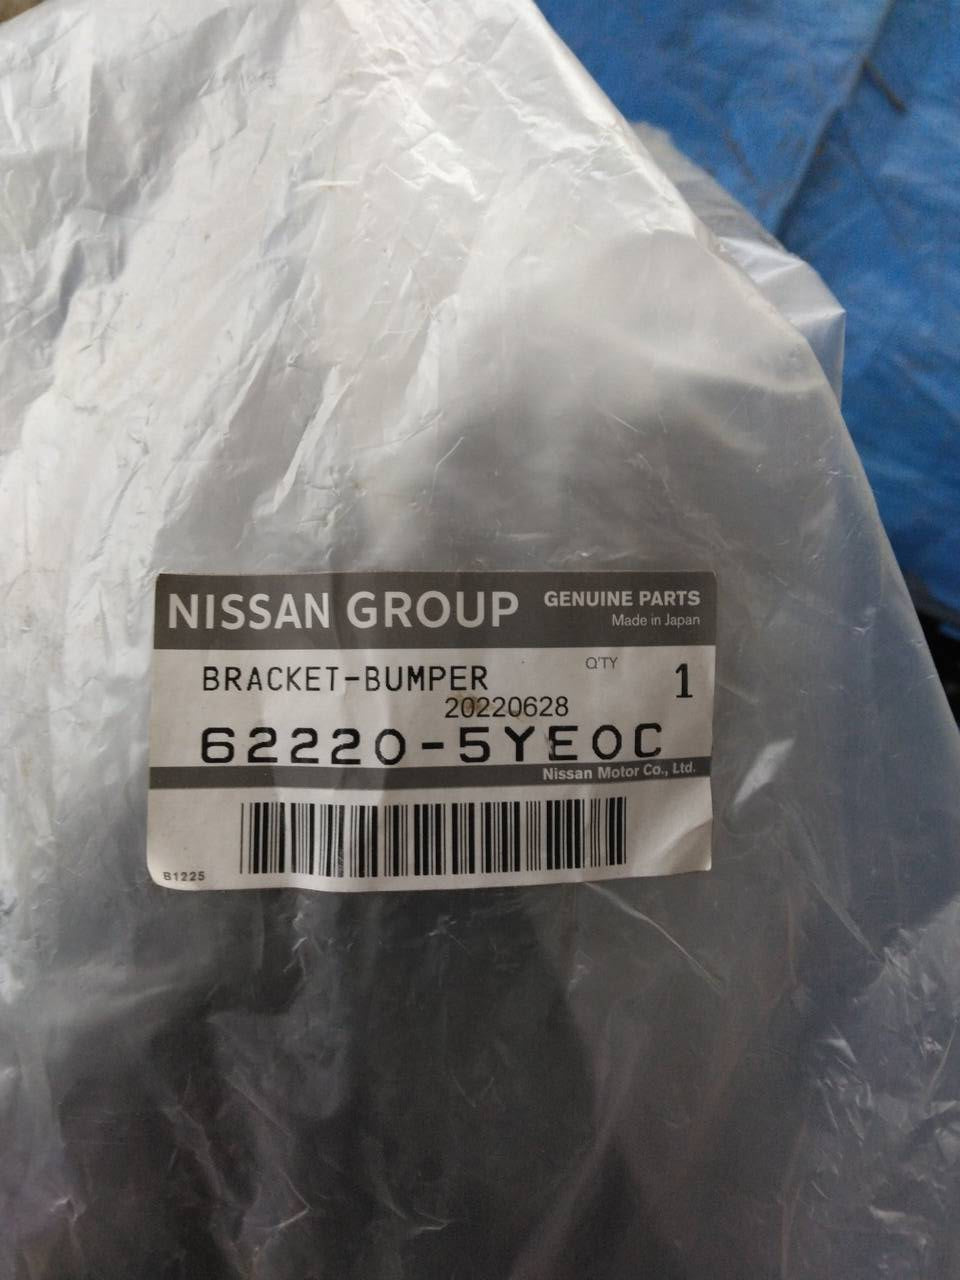 NISSAN GROUP GENUINE PARTS
Made in Japan
BRACKET-BUMPER Q'TY 1
20220628
62220-5YE0C
Nissan Motor Co., Ltd.
B1225